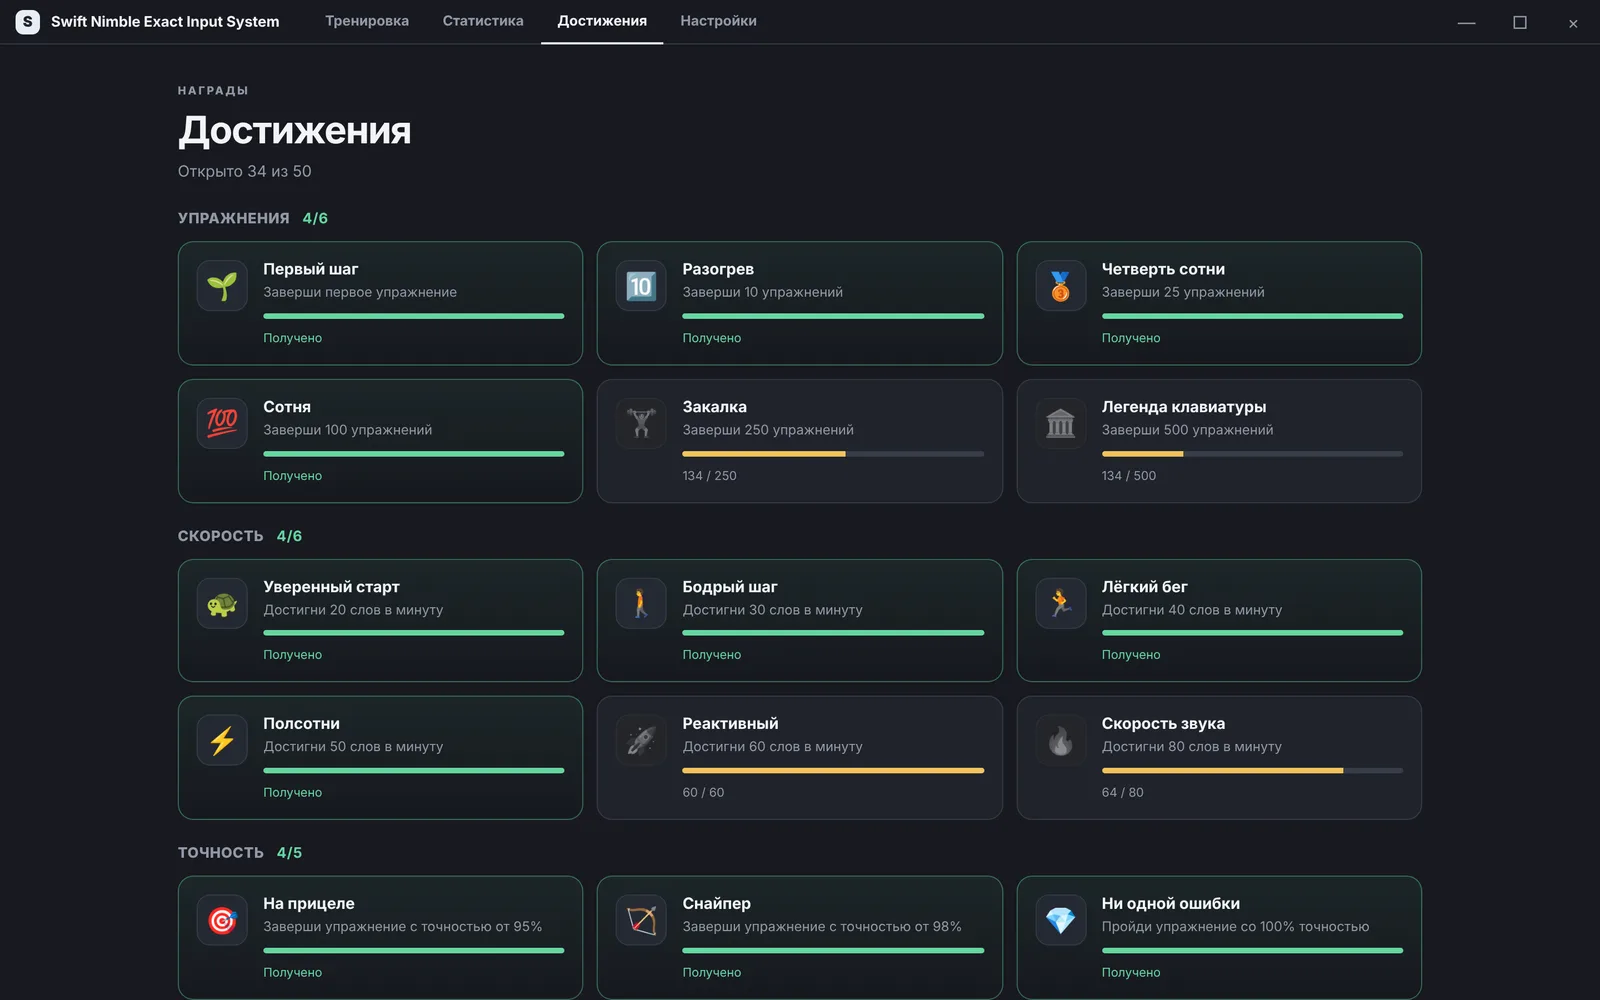 S Swift Nimble Exact Input System Тренировка Статистика Достижения Настройки
НАГРАДЫ
Достижения
Открыто 34 из 50
УПРАЖНЕНИЯ 4/6
Первый шаг
Заверши первое упражнение
Получено
10
Разогрев
Заверши 10 упражнений
Получено
3
Четверть сотни
Заверши 25 упражнений
Получено
100
Сотня
Заверши 100 упражнений
Получено
Закалка
Заверши 250 упражнений
134 / 250
Легенда клавиатуры
Заверши 500 упражнений
134 / 500
СКОРОСТЬ 4/6
Уверенный старт
Достигни 20 слов в минуту
Получено
Бодрый шаг
Достигни 30 слов в минуту
Получено
Лёгкий бег
Достигни 40 слов в минуту
Получено
Полсотни
Достигни 50 слов в минуту
Получено
Реактивный
Достигни 60 слов в минуту
60 / 60
Скорость звука
Достигни 80 слов в минуту
64 / 80
ТОЧНОСТЬ 4/5
На прицеле
Заверши упражнение с точностью от 95%
Получено
Снайпер
Заверши упражнение с точностью от 98%
Получено
Ни одной ошибки
Пройди упражнение со 100% точностью
Получено